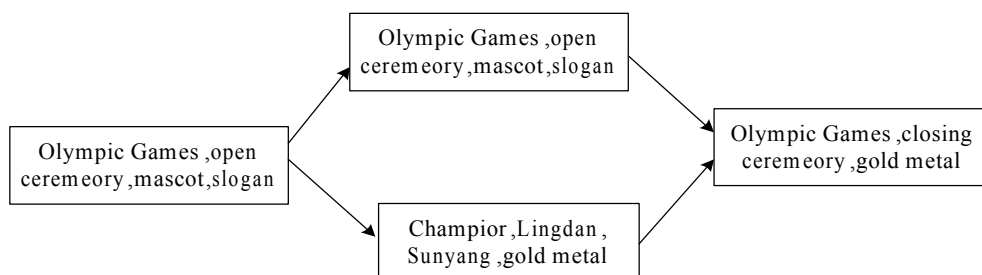 Olympic Games ,open
ceremeory ,mascot,slogan
Olympic Games ,open
ceremeory ,mascot,slogan
Champior ,Lingdan ,
Sunyang ,gold metal
Olympic Games ,closing
ceremeory ,gold metal